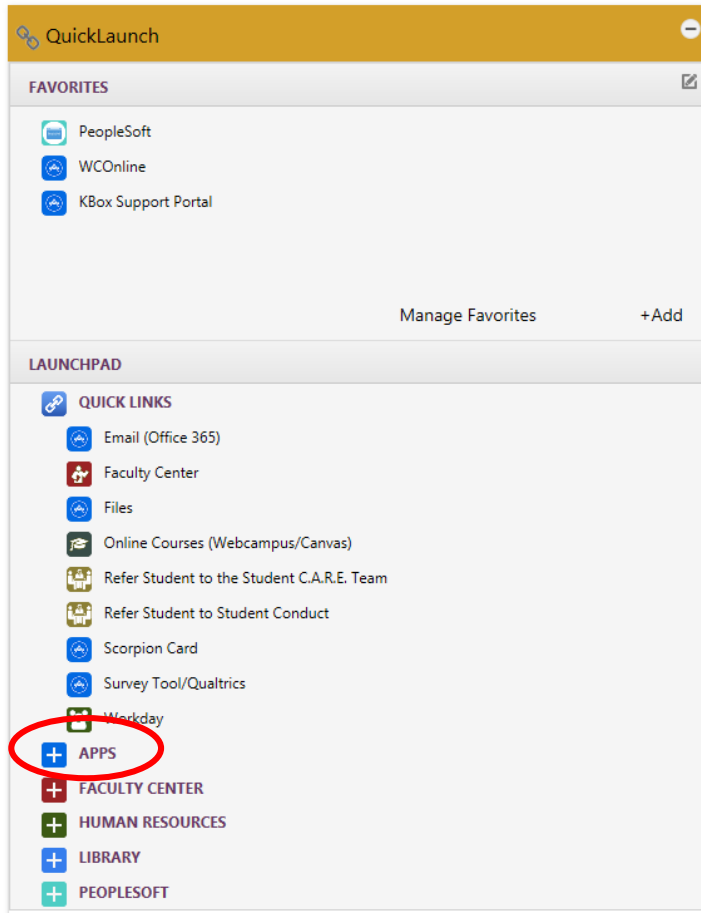 QuickLaunch
FAVORITES
PeopleSoft
WCOnline
KBox Support Portal
Manage Favorites +Add
LAUNCHPAD
QUICK LINKS
Email (Office 365)
Faculty Center
Files
Online Courses (Webcampus/Canvas)
Refer Student to the Student C.A.R.E. Team
Refer Student to Student Conduct
Scorpion Card
Survey Tool/Qualtrics
Workday
APPS
FACULTY CENTER
HUMAN RESOURCES
LIBRARY
PEOPLESOFT